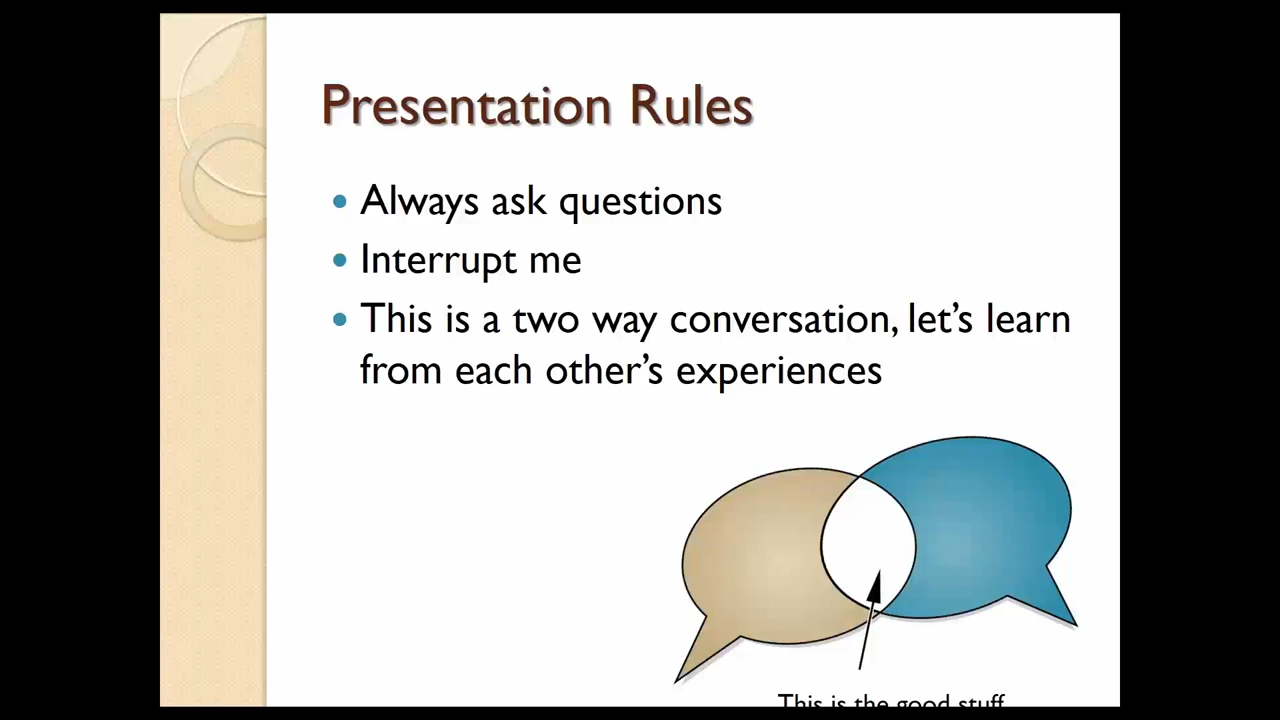 Presentation Rules
• Always ask questions
• Interrupt me
• This is a two way conversation, let’s learn
from each other’s experiences
This is the good stuff